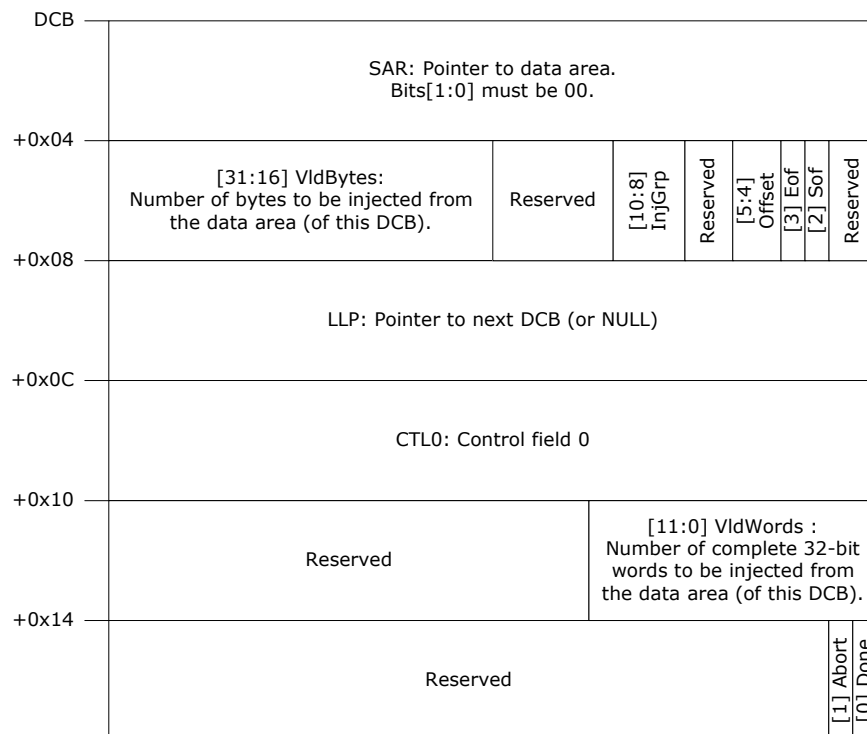 DCB
SAR: Pointer to data area.
Bits[1:0] must be 00.
+0x04
[31:16] VldBytes:
Number of bytes to be injected from
the data area (of this DCB).
Reserved
[10:8]
InjGrp
Reserved
[5:4]
Offset
[3] Eof
[2] Sof
Reserved
+0x08
LLP: Pointer to next DCB (or NULL)
+0x0C
CTL0: Control field 0
+0x10
Reserved
[11:0] VldWords :
Number of complete 32-bit
words to be injected from
the data area (of this DCB).
+0x14
Reserved
[1] Abort
[0] Done